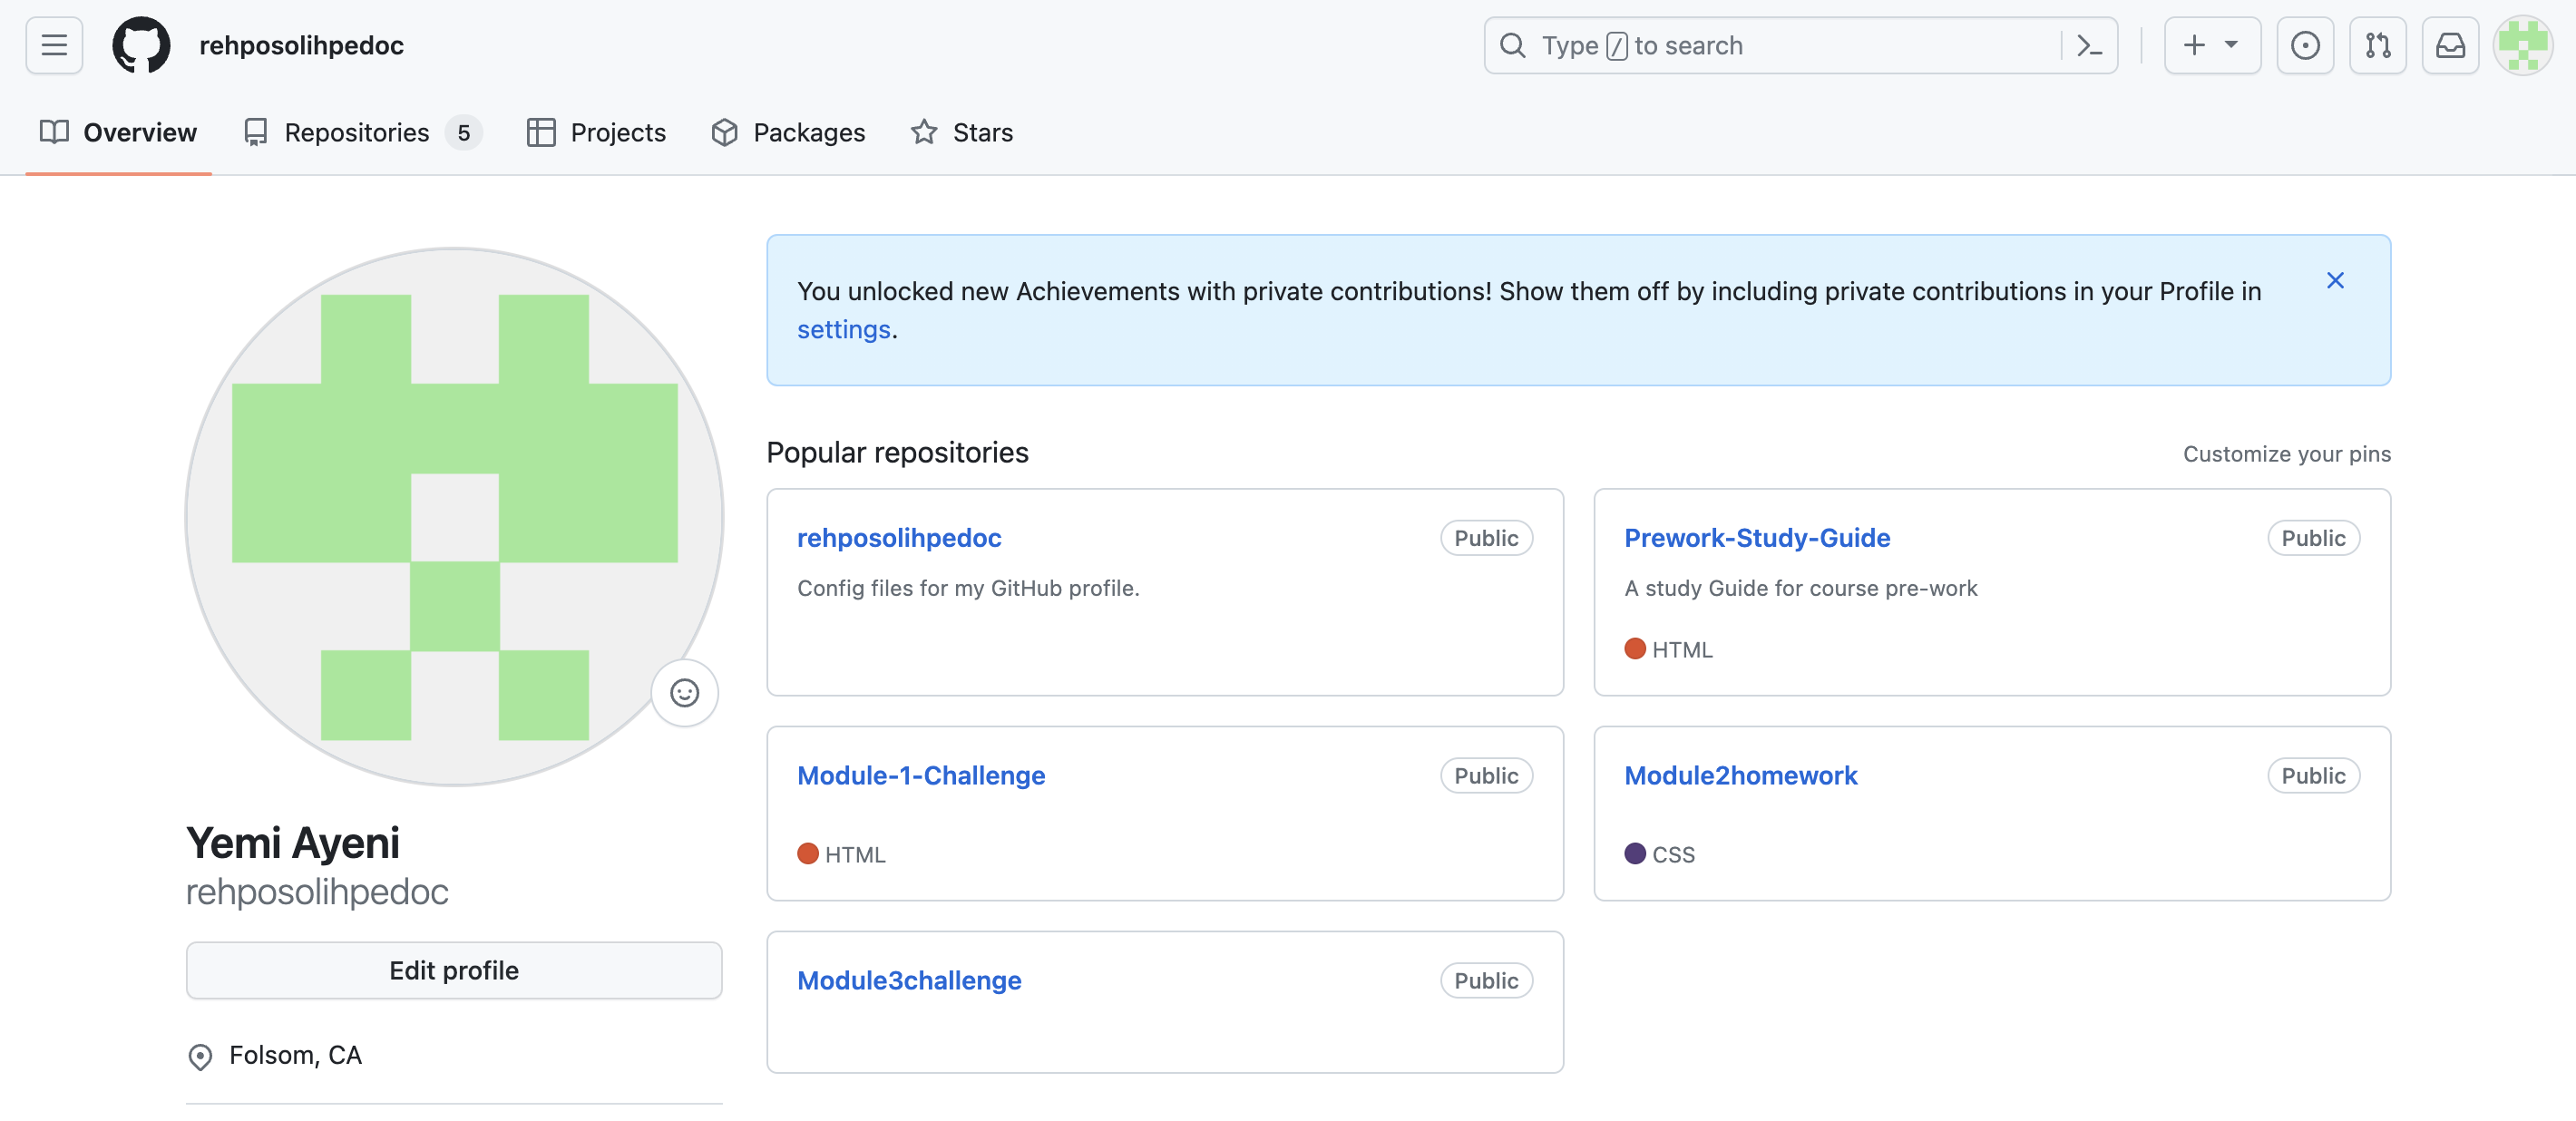 rehposolihpedoc
Type / to search
Overview
Repositories 5
Projects
Packages
Stars
You unlocked new Achievements with private contributions! Show them off by including private contributions in your Profile in
settings.
Popular repositories
Customize your pins
rehposolihpedoc Public
Config files for my GitHub profile.
Prework-Study-Guide Public
A study Guide for course pre-work
HTML
Module-1-Challenge Public
HTML
Module2homework Public
CSS
Module3challenge Public
Yemi Ayeni
rehposolihpedoc
Edit profile
Folsom, CA